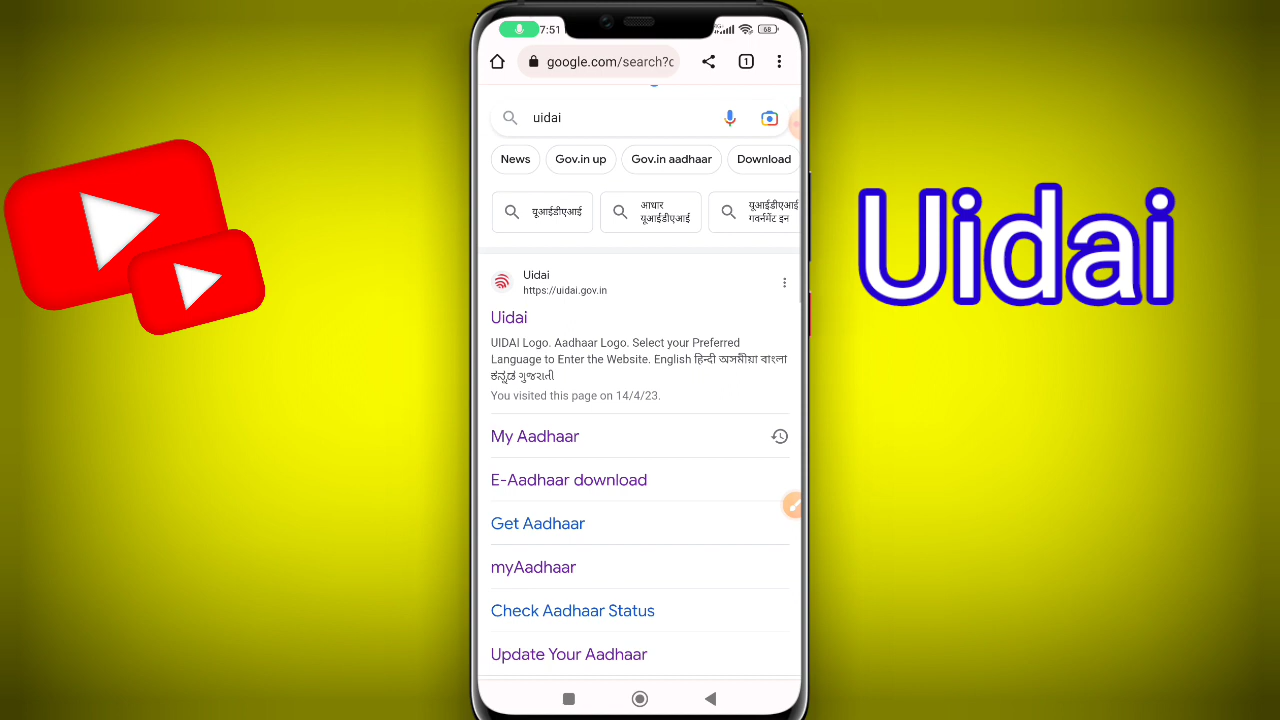 7:51
68
google.com/search?c
1
uidai
News
Gov.in up
Gov.in aadhaar
Download
यूआईडीएआई
आधार
यूआईडीएआई
यूआईडीएआई
गवर्नमेंट इन
Uidai
https://uidai.gov.in
Uidai
UIDAI Logo. Aadhaar Logo. Select your Preferred
Language to Enter the Website. English हिन्दी অসমীয়া বাংলা
ಕನ್ನಡ ગુજરાતી
You visited this page on 14/4/23.
My Aadhaar
E-Aadhaar download
Get Aadhaar
myAadhaar
Check Aadhaar Status
Update Your Aadhaar
Uidai